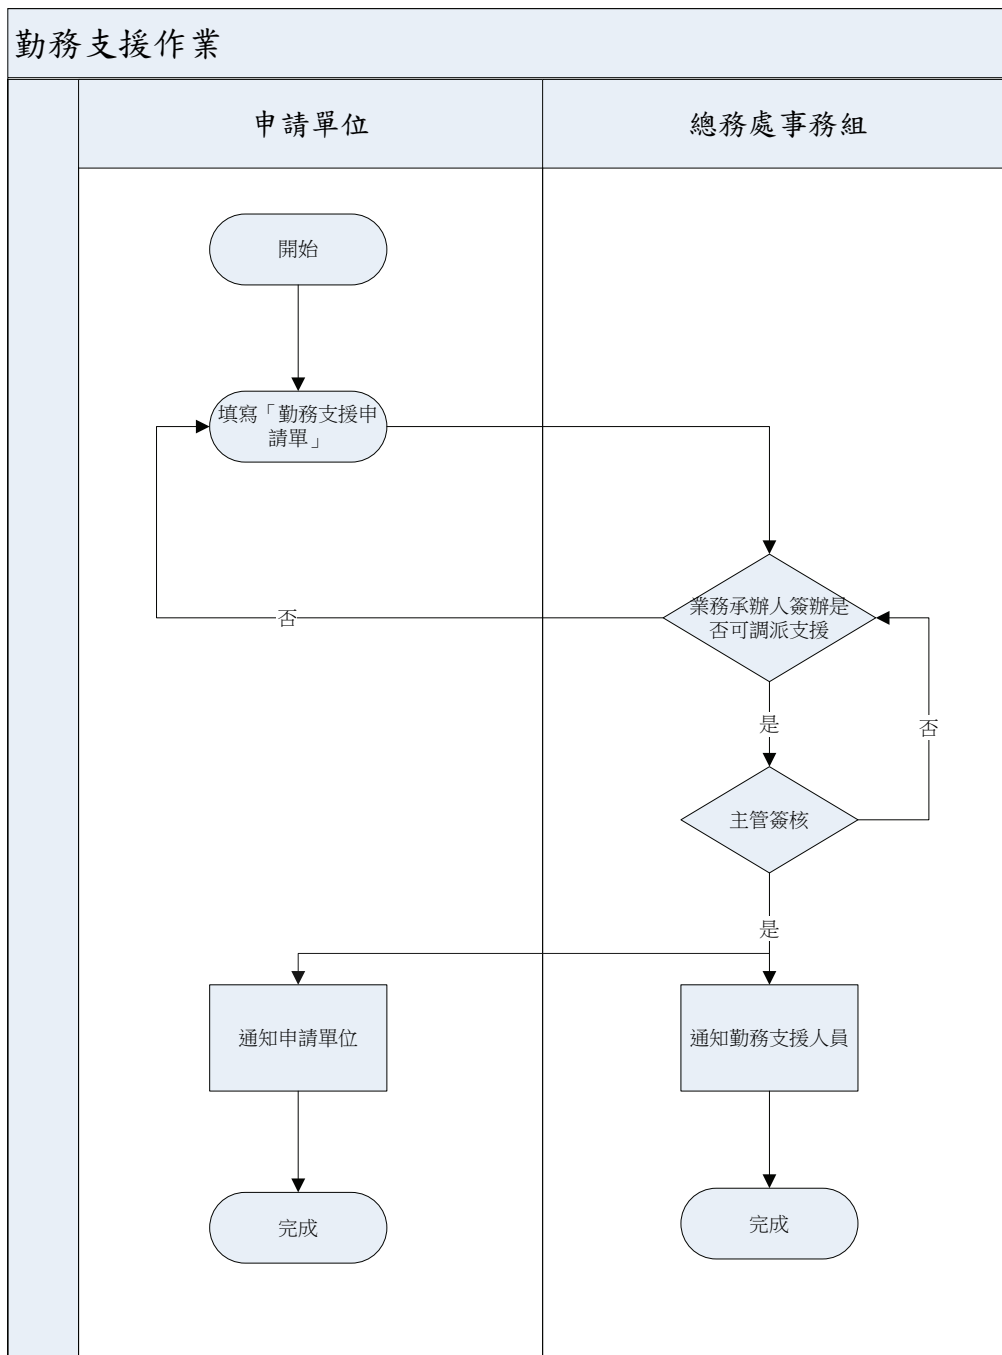 勤務支援作業
申請單位
總務處事務組
開始
填寫「勤務支援申
請單」
業務承辦人簽辦是
否可調派支援
否
是
否
主管簽核
是
通知申請單位
通知勤務支援人員
完成
完成